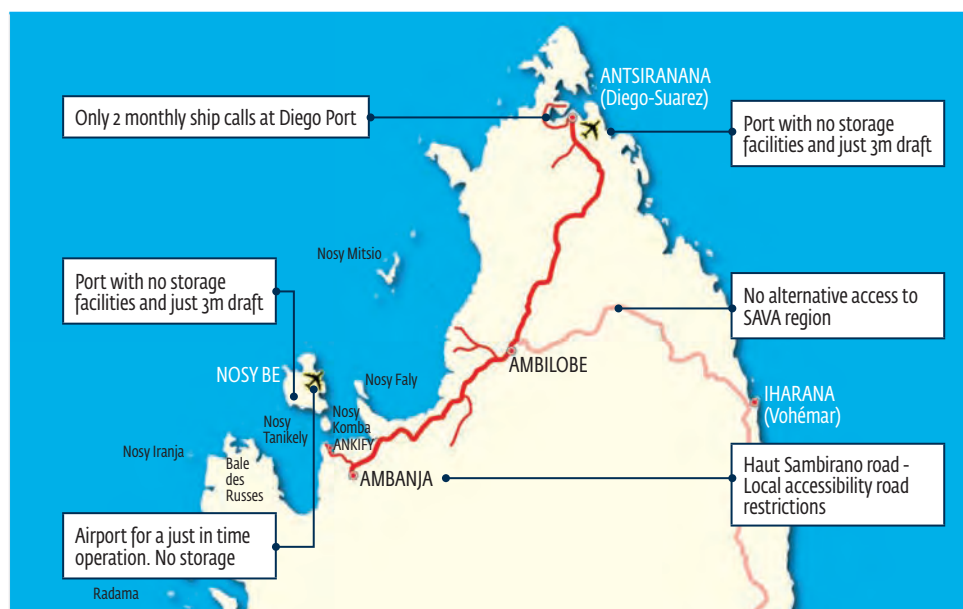 ANTSIRANANA
(Diego-Suarez)
Only 2 monthly ship calls at Diego Port
Port with no storage
facilities and just 3m draft
Nosy Mitsio
Port with no storage
facilities and just 3m draft
No alternative access to
SAVA region
NOSY BE
Nosy Faly
AMBILOBE
IHARANA
(Vohémar)
Nosy
Komba
Nosy
Tanikely
ANKIFY
Nosy Iranja
Bale
des
Russes
AMBANJA
Haut Sambirano road -
Local accessibility road
restrictions
Airport for a just in time
operation. No storage
Radama